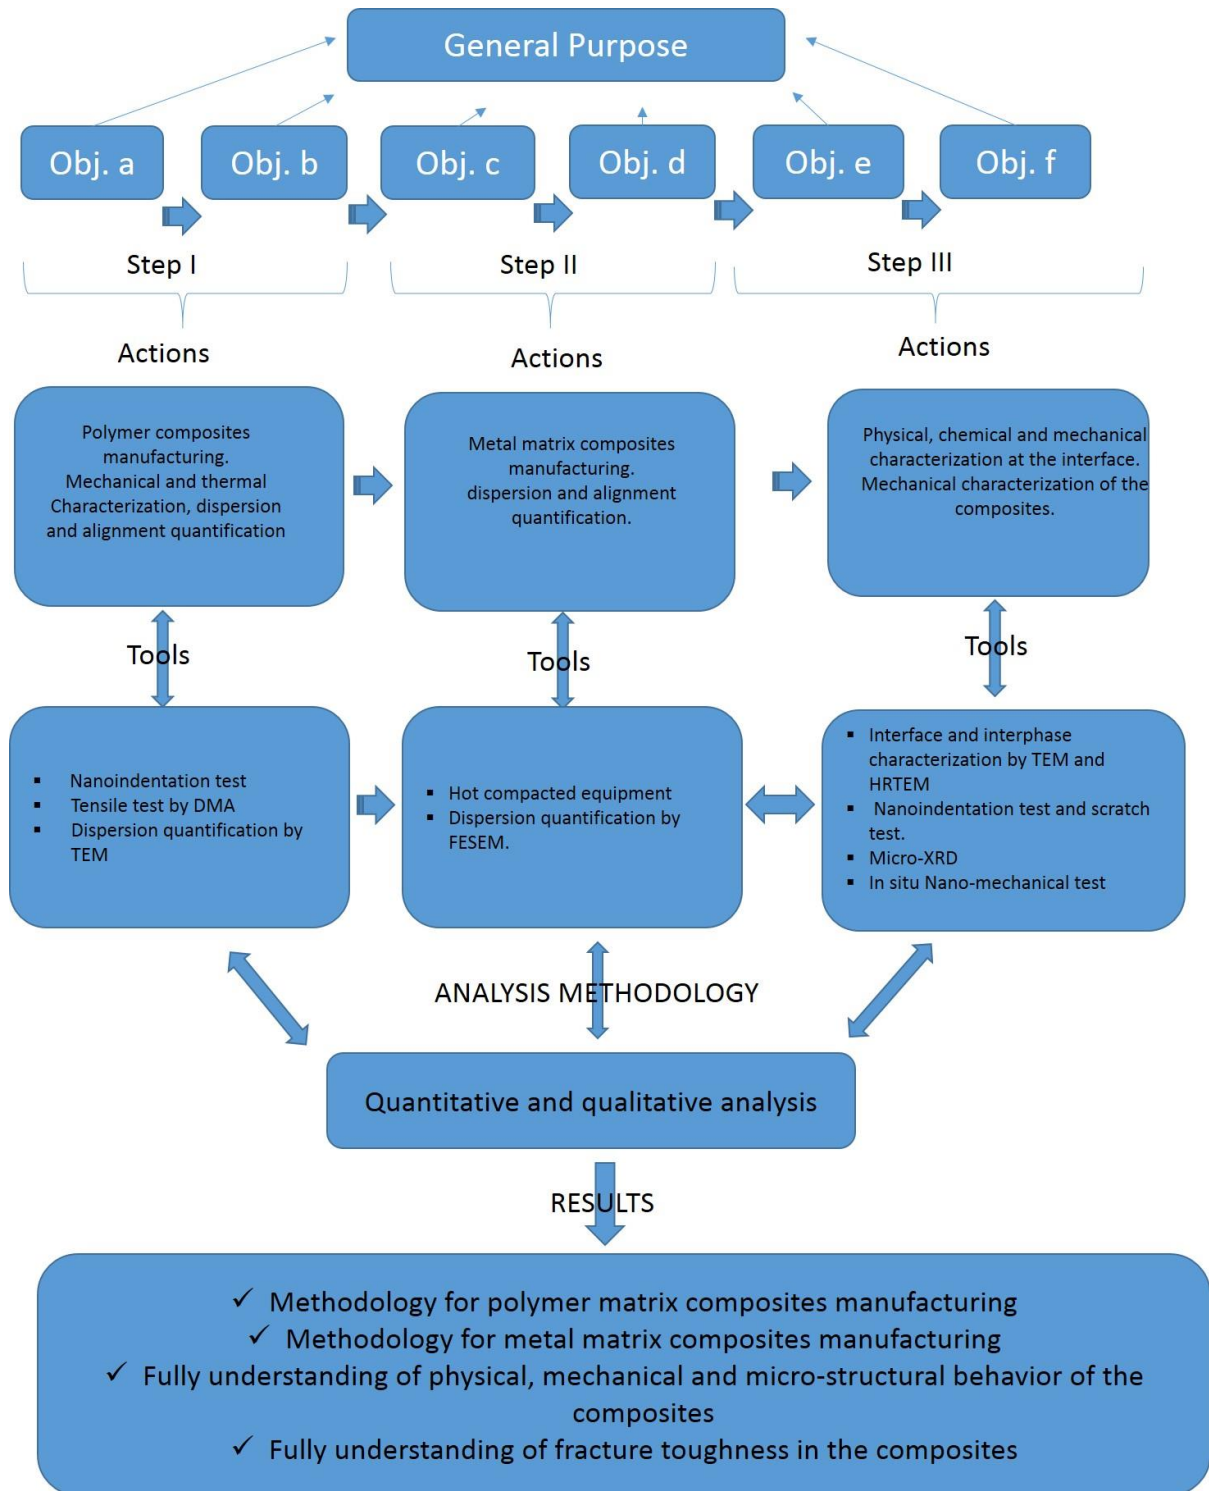 General Purpose
Obj. a
Obj. b
Obj. c
Obj. d
Obj. e
Obj. f
Step I
Step II
Step III
Actions
Actions
Actions
Polymer composites
manufacturing.
Mechanical and thermal
Characterization, dispersion
and alignment quantification
Metal matrix composites
manufacturing.
dispersion and alignment
quantification.
Physical, chemical and mechanical
characterization at the interface.
Mechanical characterization of the
composites.
Tools
Tools
Tools
▪ Nanoindentation test
▪ Tensile test by DMA
▪ Dispersion quantification by
TEM
▪ Hot compacted equipment
▪ Dispersion quantification by
FESEM.
▪ Interface and interphase
characterization by TEM and
HRTEM
▪ Nanoindentation test and scratch
test.
▪ Micro-XRD
▪ In situ Nano-mechanical test
ANALYSIS METHODOLOGY
Quantitative and qualitative analysis
RESULTS
✓ Methodology for polymer matrix composites manufacturing
✓ Methodology for metal matrix composites manufacturing
✓ Fully understanding of physical, mechanical and micro-structural behavior of the
composites
✓ Fully understanding of fracture toughness in the composites